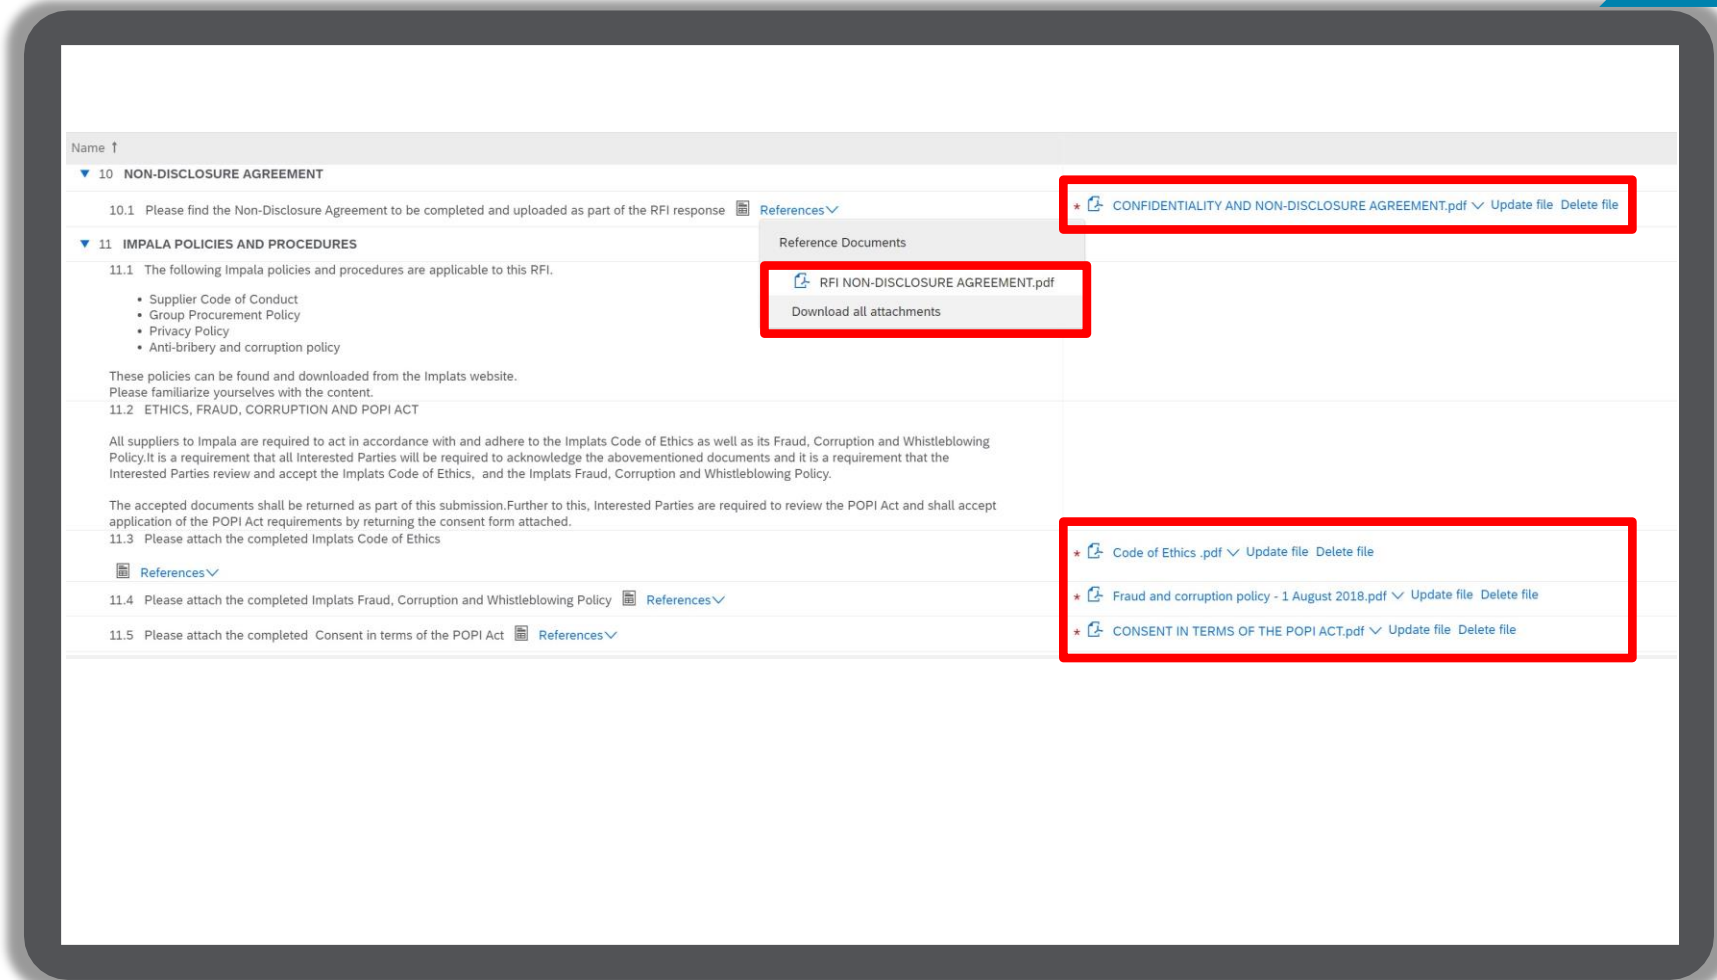 Name ↑
▼ 10 NON-DISCLOSURE AGREEMENT
10.1 Please find the Non-Disclosure Agreement to be completed and uploaded as part of the RFI response References
* CONFIDENTIALITY AND NON-DISCLOSURE AGREEMENT.pdf Update file Delete file
Reference Documents
RFI NON-DISCLOSURE AGREEMENT.pdf
Download all attachments
▼ 11 IMPALA POLICIES AND PROCEDURES
11.1 The following Impala policies and procedures are applicable to this RFI.
• Supplier Code of Conduct
• Group Procurement Policy
• Privacy Policy
• Anti-bribery and corruption policy
These policies can be found and downloaded from the Implats website.
Please familiarize yourselves with the content.
11.2 ETHICS, FRAUD, CORRUPTION AND POPI ACT
All suppliers to Impala are required to act in accordance with and adhere to the Implats Code of Ethics as well as its Fraud, Corruption and Whistleblowing
Policy.It is a requirement that all Interested Parties will be required to acknowledge the abovementioned documents and it is a requirement that the
Interested Parties review and accept the Implats Code of Ethics, and the Implats Fraud, Corruption and Whistleblowing Policy.
The accepted documents shall be returned as part of this submission.Further to this, Interested Parties are required to review the POPI Act and shall accept
application of the POPI Act requirements by returning the consent form attached.
11.3 Please attach the completed Implats Code of Ethics
References
* Code of Ethics .pdf Update file Delete file
11.4 Please attach the completed Implats Fraud, Corruption and Whistleblowing Policy References
* Fraud and corruption policy - 1 August 2018.pdf Update file Delete file
11.5 Please attach the completed Consent in terms of the POPI Act References
* CONSENT IN TERMS OF THE POPI ACT.pdf Update file Delete file